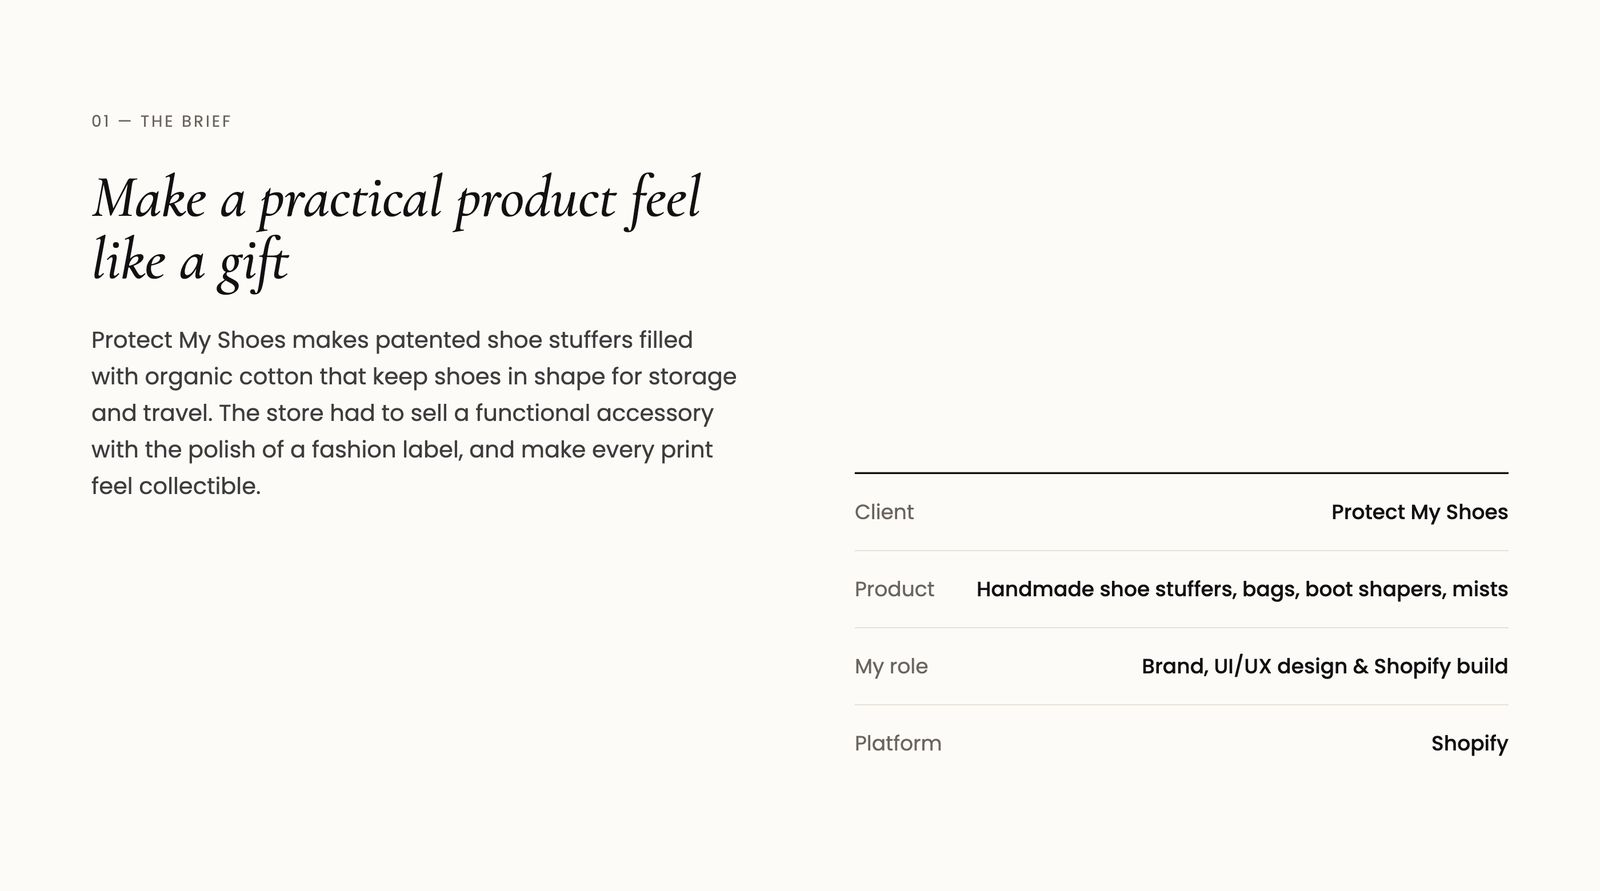 01 — THE BRIEF
Make a practical product feel
like a gift
Protect My Shoes makes patented shoe stuffers filled
with organic cotton that keep shoes in shape for storage
and travel. The store had to sell a functional accessory
with the polish of a fashion label, and make every print
feel collectible.
Client Protect My Shoes
Product Handmade shoe stuffers, bags, boot shapers, mists
My role Brand, UI/UX design & Shopify build
Platform Shopify